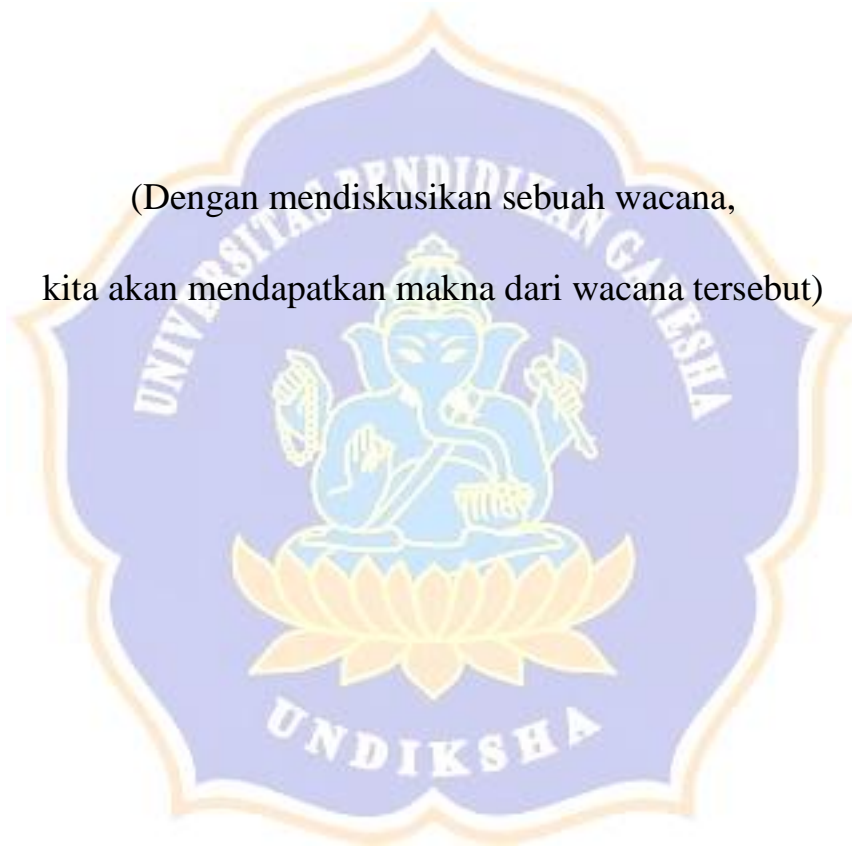 (Dengan mendiskusikan sebuah wacana,
kita akan mendapatkan makna dari wacana tersebut)
UNIVERSITAS PENDIDIKAN GANESHA
UNDIKSHA